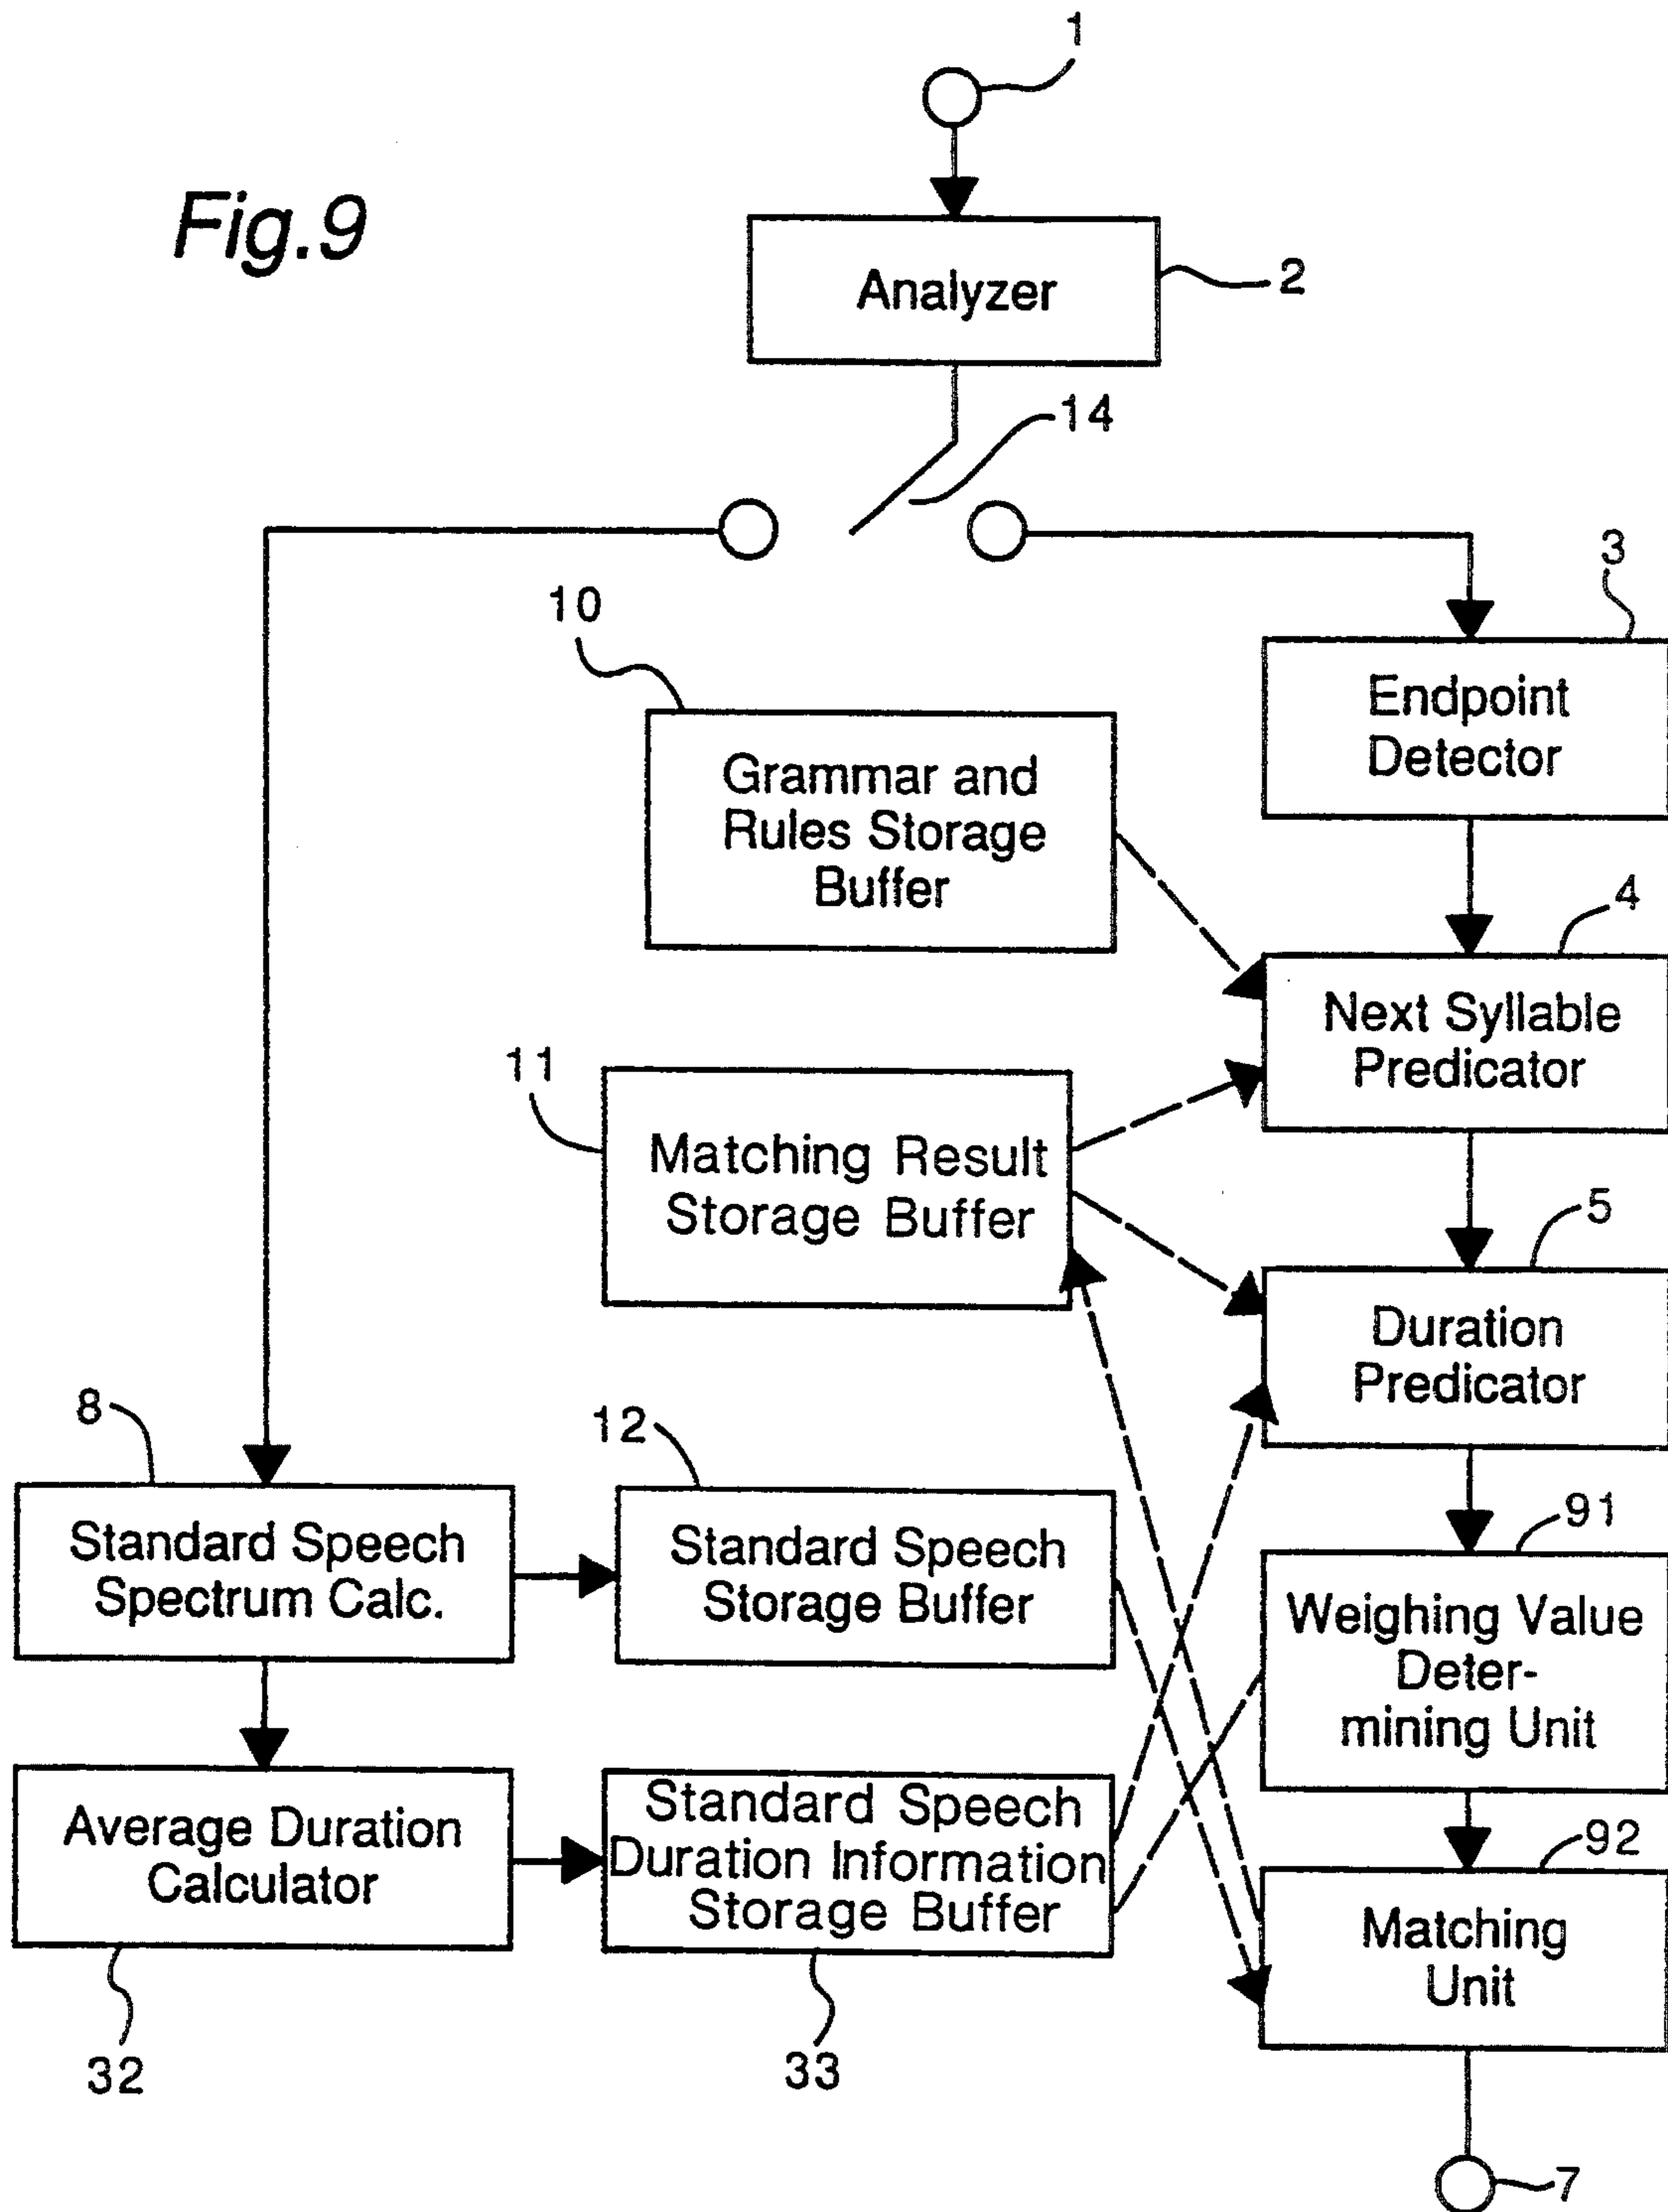 1
Fig.9
Analyzer
2
14
3
Endpoint
Detector
10
Grammar and
Rules Storage
Buffer
4
Next Syllable
Predicator
11
Matching Result
Storage Buffer
5
Duration
Predicator
8
Standard Speech
Spectrum Calc.
12
Standard Speech
Storage Buffer
91
Weighing Value
Deter-
mining Unit
Average Duration
Calculator
32
Standard Speech
Duration Information
Storage Buffer
33
92
Matching
Unit
7